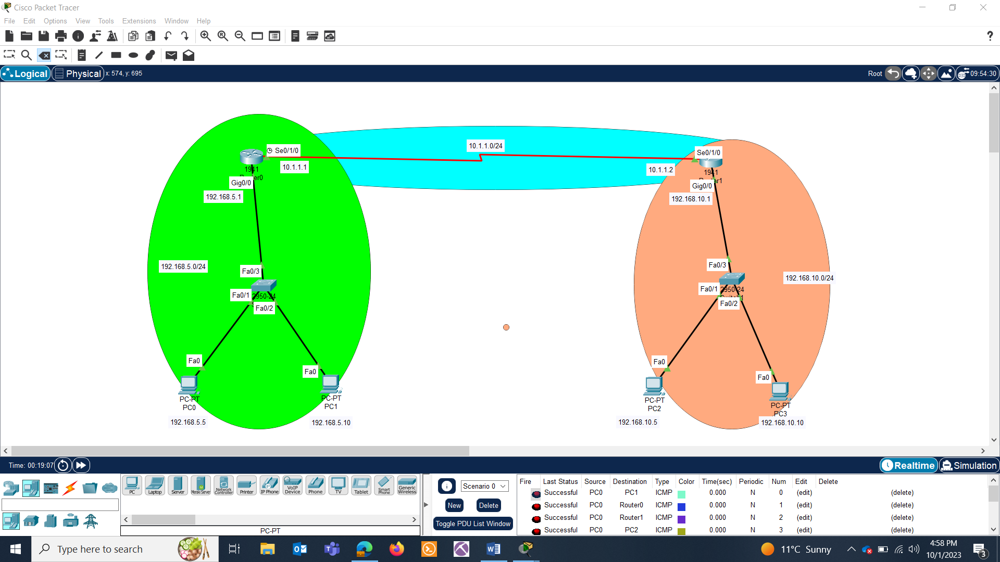 Cisco Packet Tracer
File Edit Options View Tools Extensions Window Help
Logical Physical x: 574, y: 695 Root 09:54:30
10.1.1.0/24
Se0/1/0
Se0/1/0
10.1.1.1
10.1.1.2
1941
1941
Router1
Gig0/0
Gig0/0
192.168.5.1
192.168.10.1
192.168.5.0/24
192.168.10.0/24
Fa0/3
Fa0/3
Fa0/1
2950-24
Fa0/2
Fa0/1
2950-24
Fa0/2
Fa0
Fa0
Fa0
Fa0
PC-PT
PC0
PC-PT
PC1
PC-PT
PC2
PC-PT
PC3
192.168.5.5
192.168.5.10
192.168.10.5
192.168.10.10
Time: 00:19:07 Realtime Simulation
PC Laptop Server Meraki Server Network Controller Printer IP Phone VoIP Device Phone TV Tablet Smart Phone Generic Wireless
PC-PT
Scenario 0
New Delete
Toggle PDU List Window
Fire Last Status Source Destination Type Color Time(sec) Periodic Num Edit Delete
Successful PC0 PC1 ICMP 0.000 N 0 (edit) (delete)
Successful PC0 Router0 ICMP 0.000 N 1 (edit) (delete)
Successful PC0 Router1 ICMP 0.000 N 2 (edit) (delete)
Successful PC0 PC2 ICMP 0.000 N 3 (edit) (delete)
Type here to search
11°C Sunny
4:58 PM
10/1/2023
3